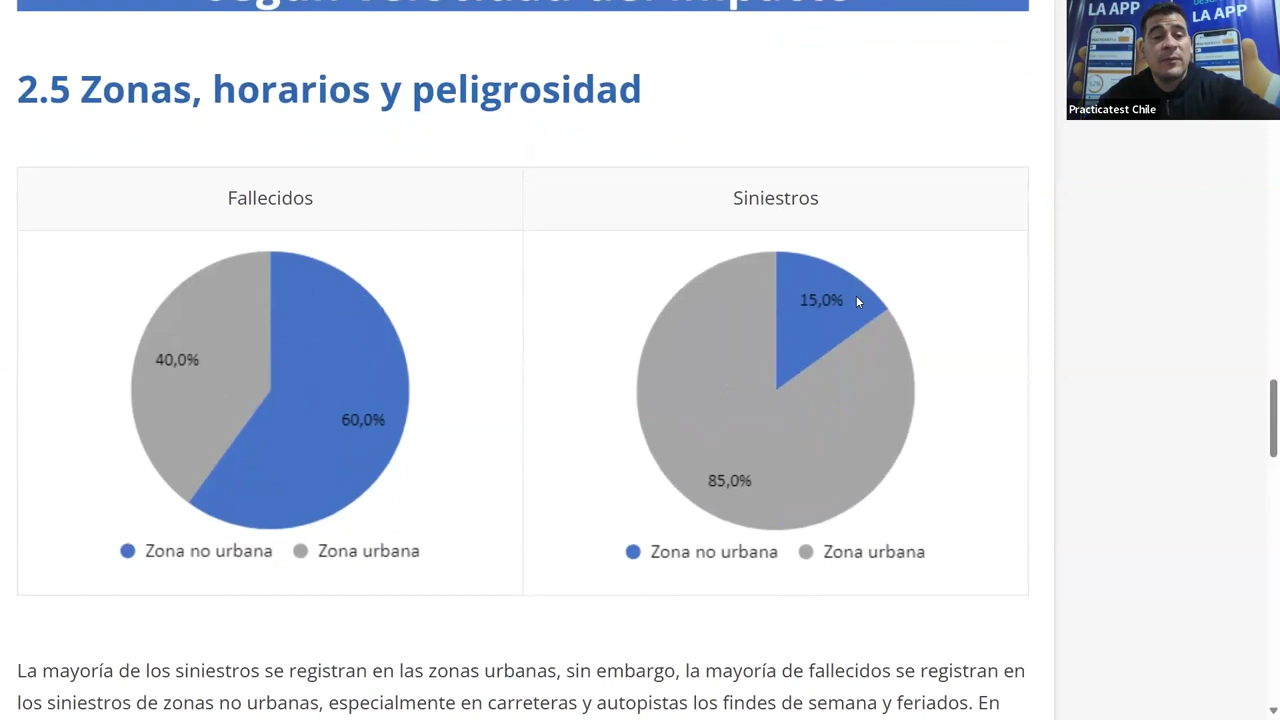 2.5 Zonas, horarios y peligrosidad
LA APP
LA APP
Practicatest Chile
Fallecidos
Siniestros
40,0%
60,0%
15,0%
85,0%
Zona no urbana
Zona urbana
Zona no urbana
Zona urbana
La mayoría de los siniestros se registran en las zonas urbanas, sin embargo, la mayoría de fallecidos se registran en
los siniestros de zonas no urbanas, especialmente en carreteras y autopistas los findes de semana y feriados. En